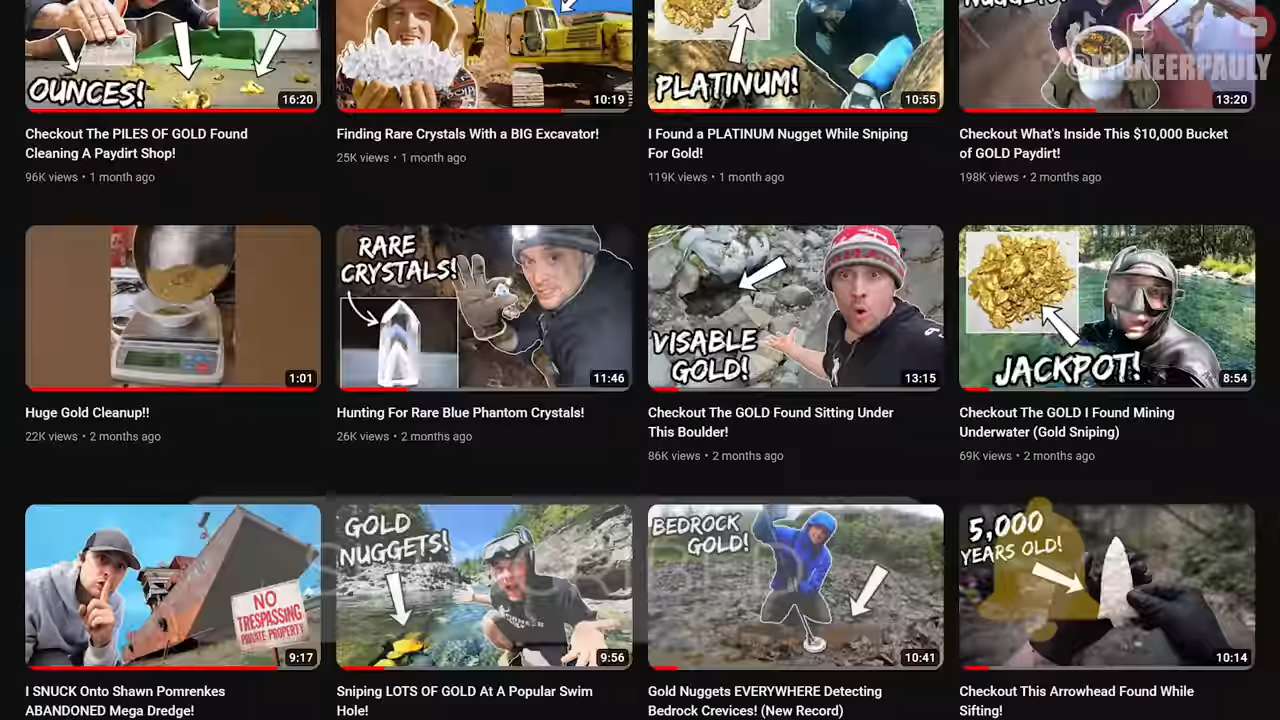 NUGGETS!
@PIONEERPAULY
OUNCES!
16:20
10:19
PLATINUM!
10:55
13:20
Checkout The PILES OF GOLD Found
Cleaning A Paydirt Shop!
96K views • 1 month ago
Finding Rare Crystals With a BIG Excavator!
25K views • 1 month ago
I Found a PLATINUM Nugget While Sniping
For Gold!
119K views • 1 month ago
Checkout What's Inside This $10,000 Bucket
of GOLD Paydirt!
198K views • 2 months ago
1:01
RARE
CRYSTALS!
11:46
VISABLE
GOLD!
13:15
JACKPOT!
8:54
Huge Gold Cleanup!!
22K views • 2 months ago
Hunting For Rare Blue Phantom Crystals!
26K views • 2 months ago
Checkout The GOLD Found Sitting Under
This Boulder!
86K views • 2 months ago
Checkout The GOLD I Found Mining
Underwater (Gold Sniping)
69K views • 2 months ago
NO
TRESPASSING
PRIVATE PROPERTY
9:17
GOLD
NUGGETS!
9:56
BEDROCK
GOLD!
10:41
5,000
YEARS OLD!
10:14
I SNUCK Onto Shawn Pomrenkes
ABANDONED Mega Dredge!
Sniping LOTS OF GOLD At A Popular Swim
Hole!
Gold Nuggets EVERYWHERE Detecting
Bedrock Crevices! (New Record)
Checkout This Arrowhead Found While
Sifting!